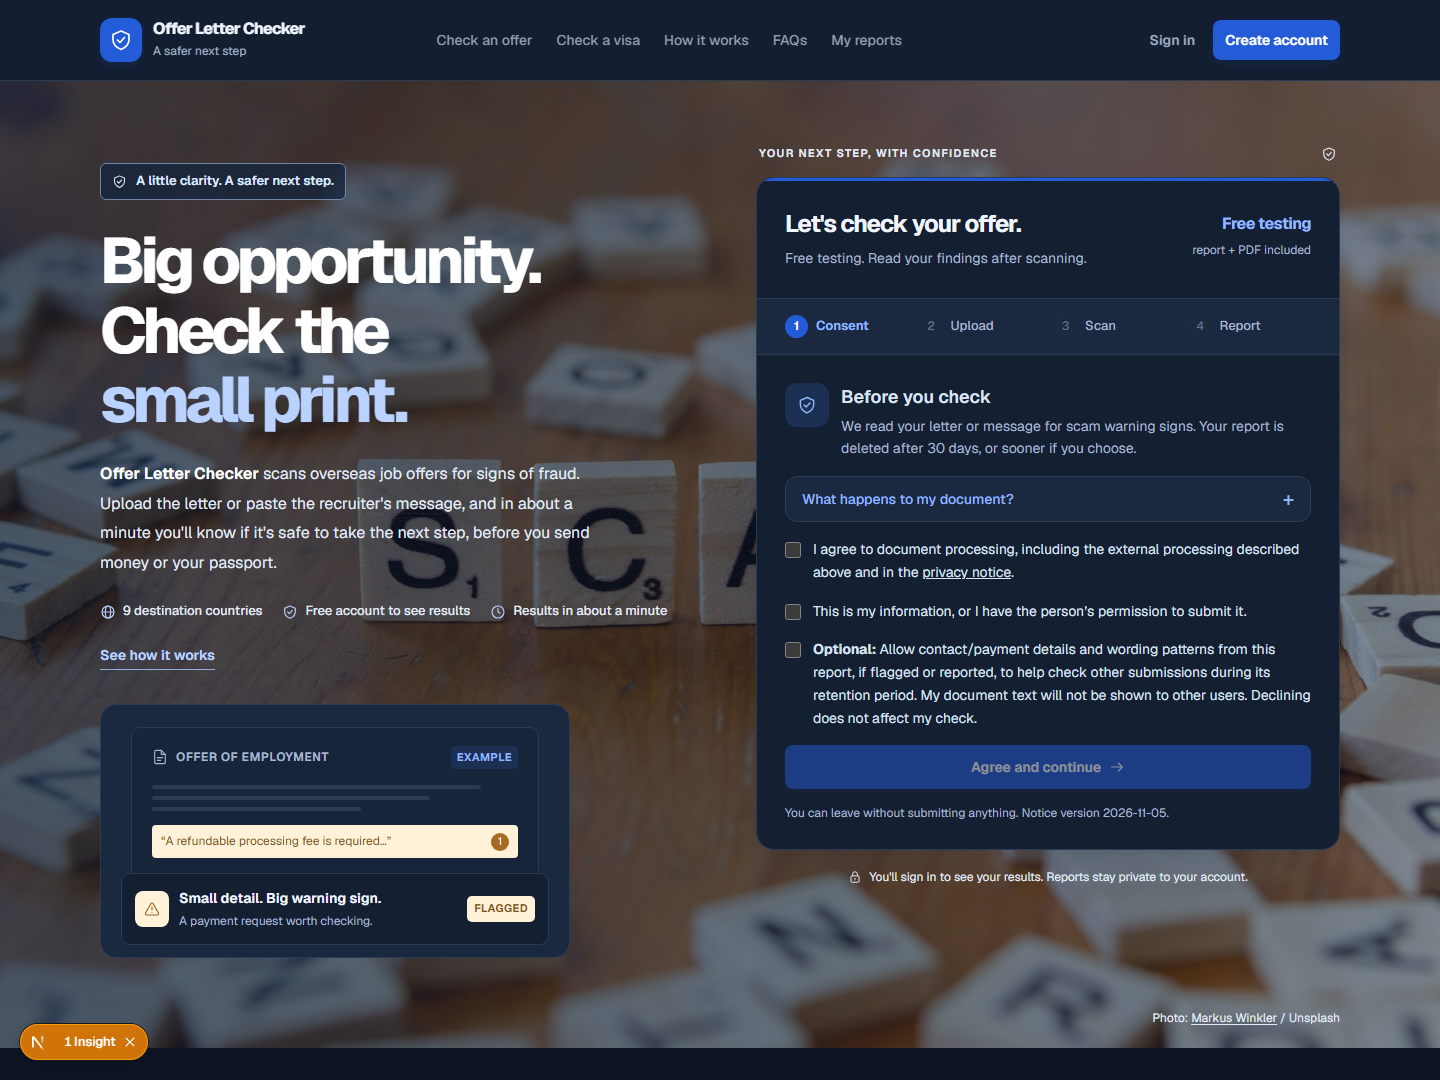 Offer Letter Checker
A safer next step
Check an offer
Check a visa
How it works
FAQs
My reports
Sign in
Create account
A little clarity. A safer next step.
Big opportunity.
Check the
small print.
Offer Letter Checker scans overseas job offers for signs of fraud.
Upload the letter or paste the recruiter's message, and in about a
minute you'll know if it's safe to take the next step, before you send
money or your passport.
9 destination countries
Free account to see results
Results in about a minute
See how it works
OFFER OF EMPLOYMENT
EXAMPLE
“A refundable processing fee is required...”
1
Small detail. Big warning sign.
A payment request worth checking.
FLAGGED
YOUR NEXT STEP, WITH CONFIDENCE
Let's check your offer.
Free testing. Read your findings after scanning.
Free testing
report + PDF included
1 Consent
2 Upload
3 Scan
4 Report
Before you check
We read your letter or message for scam warning signs. Your report is
deleted after 30 days, or sooner if you choose.
What happens to my document?
+
I agree to document processing, including the external processing described
above and in the privacy notice.
This is my information, or I have the person's permission to submit it.
Optional: Allow contact/payment details and wording patterns from this
report, if flagged or reported, to help check other submissions during its
retention period. My document text will not be shown to other users. Declining
does not affect my check.
Agree and continue →
You can leave without submitting anything. Notice version 2026-11-05.
You'll sign in to see your results. Reports stay private to your account.
S1 C3 A
Photo: Markus Winkler / Unsplash
N
1 Insight